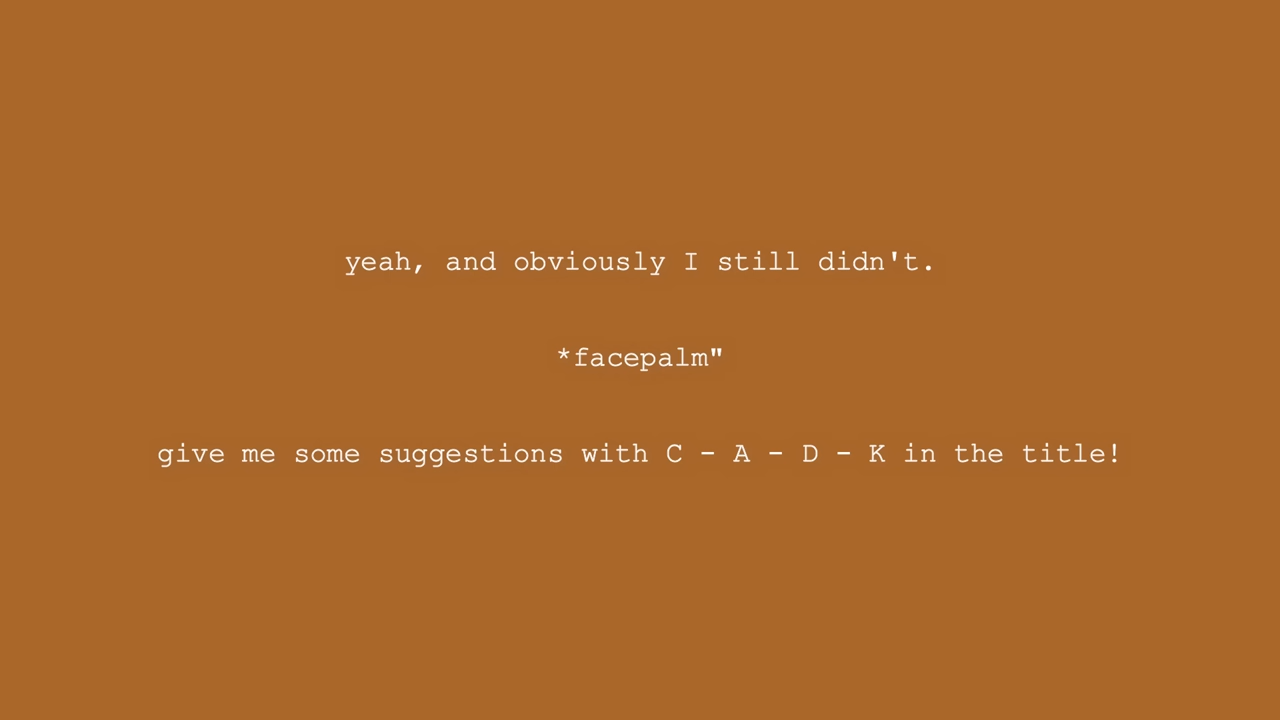 yeah, and obviously I still didn't.
*facepalm"
give me some suggestions with C - A - D - K in the title!